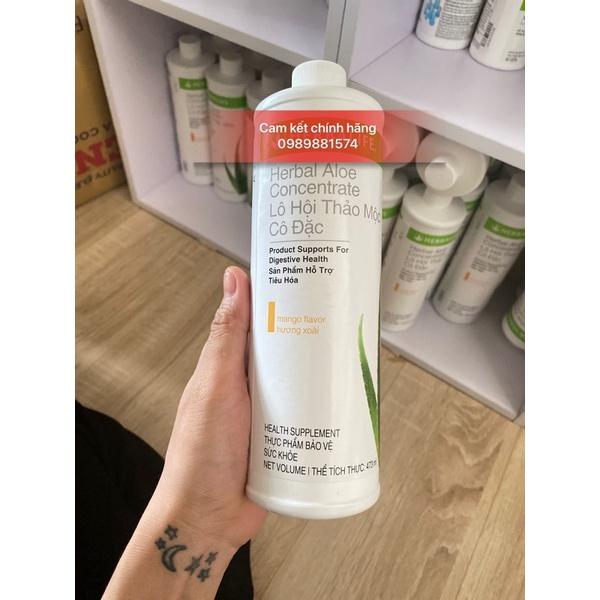 Cam kết chính hãng
0989881574
Herbal Aloe
Concentrate
Lô Hội Thảo Mộc
Cô Đặc
Product Supports For
Digestive Health
Sản Phẩm Hỗ Trợ
Tiêu Hóa
mango flavor
hương xoài
HEALTH SUPPLEMENT
THỰC PHẨM BẢO VỆ
SỨC KHỎE
NET VOLUME | THỂ TÍCH THỰC: 473 m